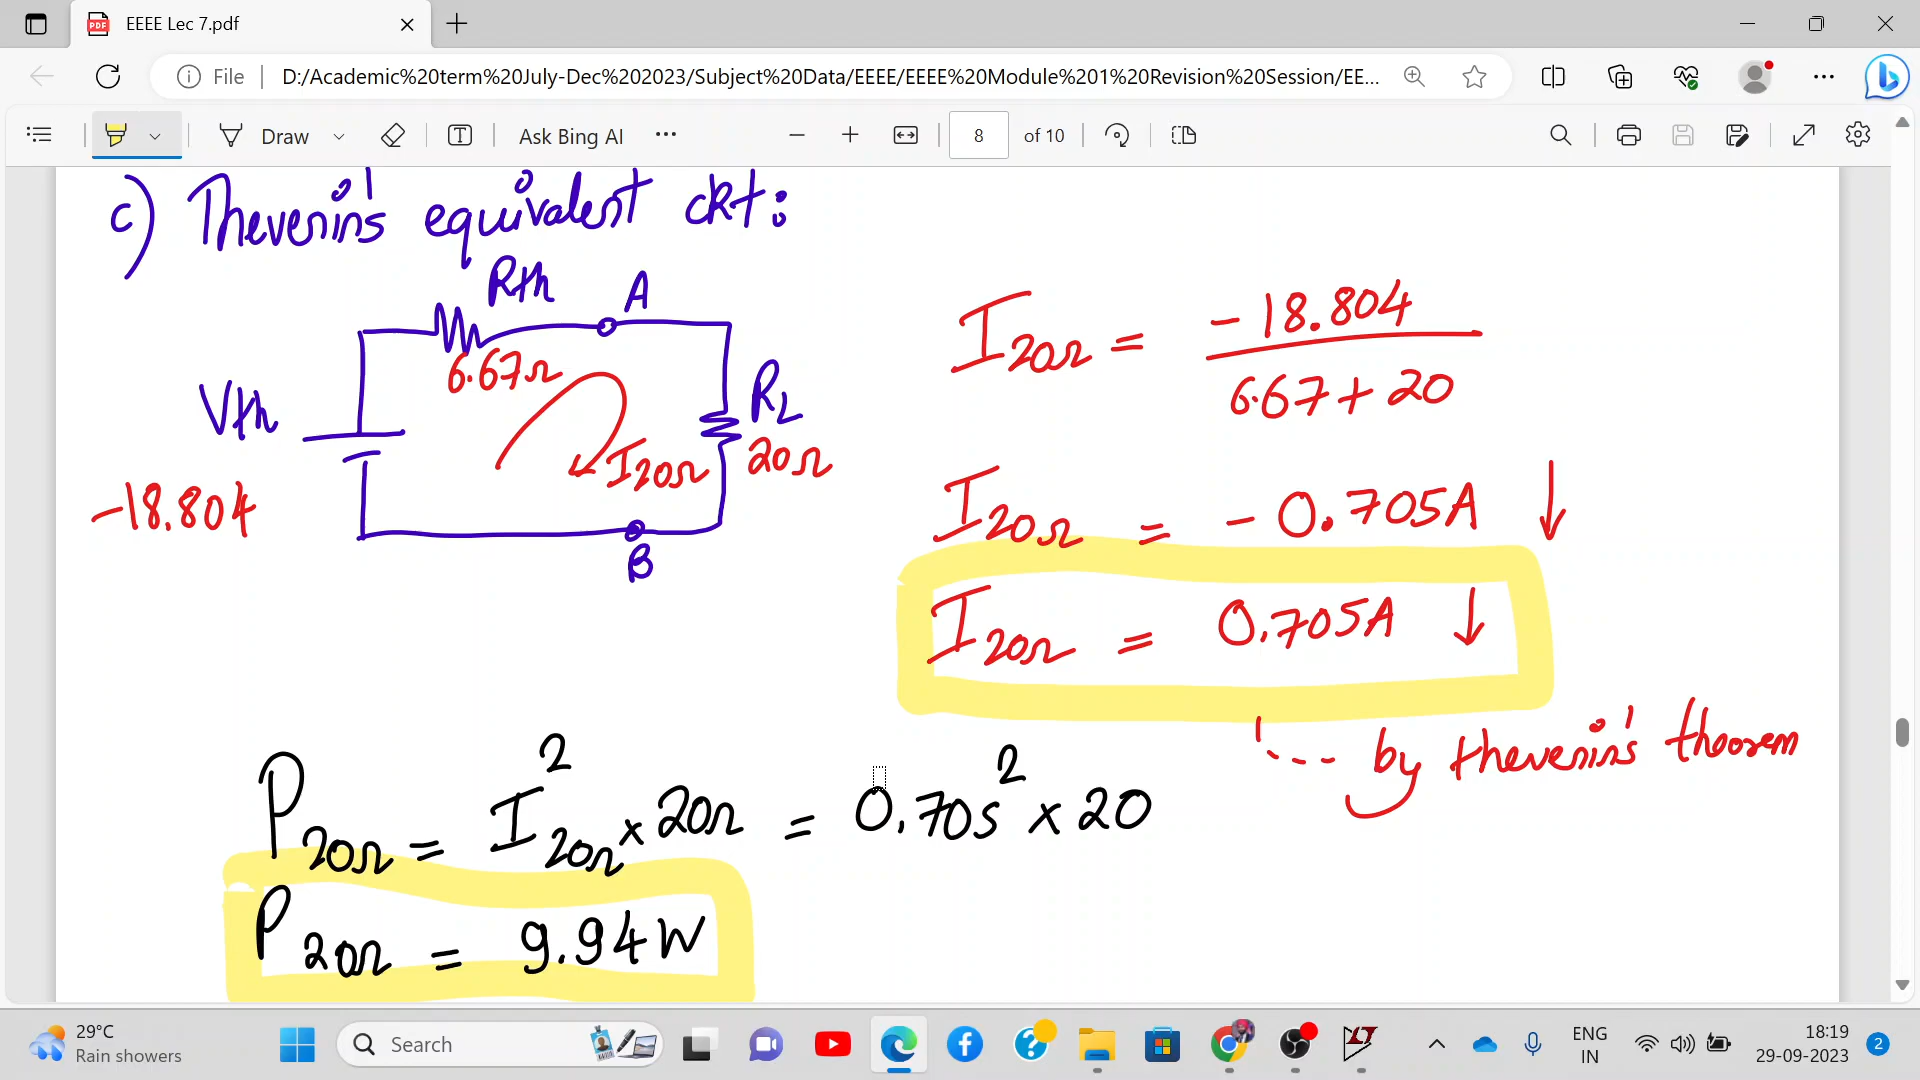 EEEE Lec 7.pdf
File
D:/Academic%20term%20July-Dec%202023/Subject%20Data/EEEE/EEEE%20Module%201%20Revision%20Session/EE...
Draw
Ask Bing AI
8 of 10
c) Thevenin's equivalent ckt:
Rth A
6.67Ω
Vth
RL
20Ω
I20Ω
-18.804
B
I20Ω = -18.804
6.67 + 20
I20Ω = - 0.705A ↓
I20Ω = 0.705A ↓
by thevenin's theorem
P20Ω = I²20Ω × 20Ω = 0.705² × 20
P20Ω = 9.94 W
29°C
Rain showers
Search
ENG
IN
18:19
29-09-2023
2